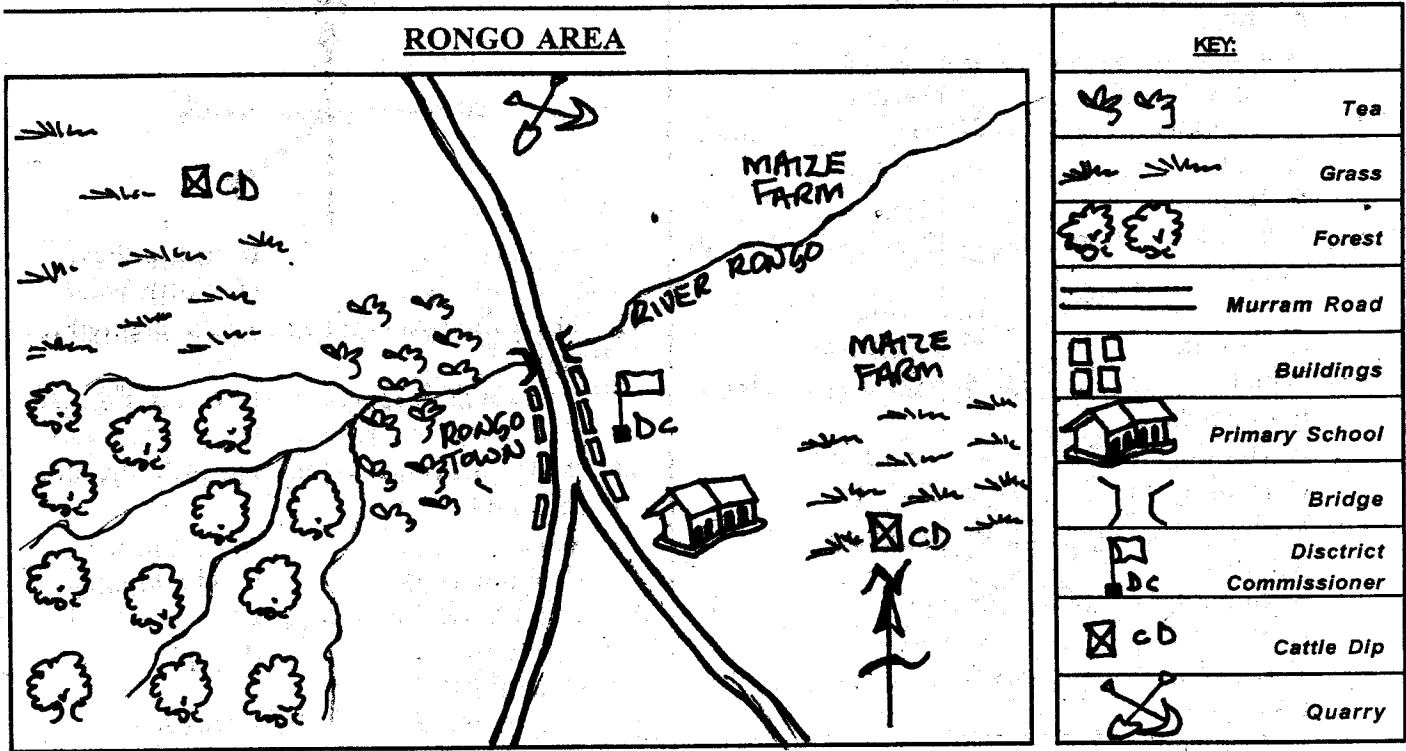 RONGO AREA
CD
MAIZE
FARM
RIVER RONGO
MAIZE
FARM
RONGO
TOWN
DC
CD
KEY:
Tea
Grass
Forest
Murram Road
Buildings
Primary School
Bridge
Disctrict
DC Commissioner
CD Cattle Dip
Quarry